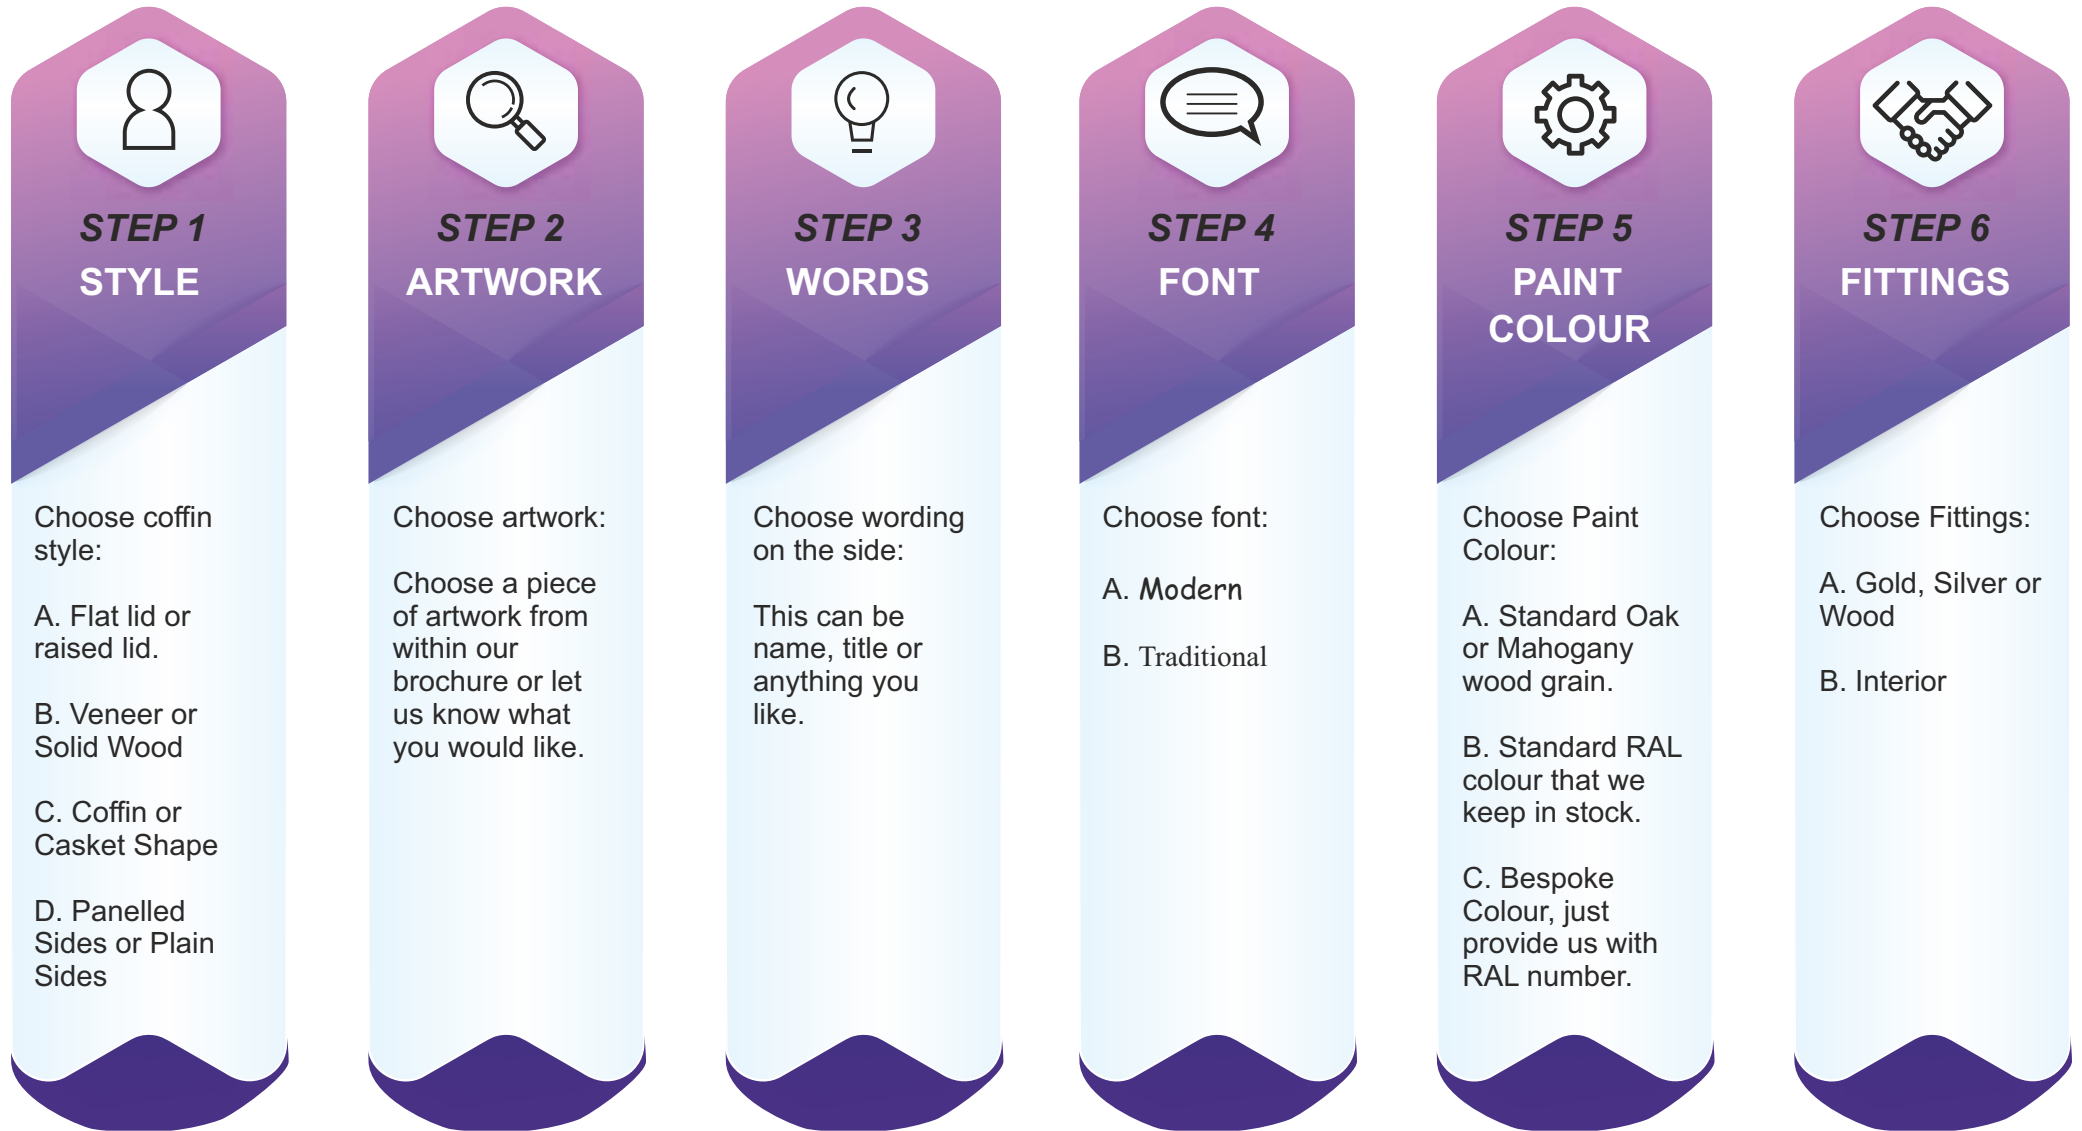 STEP 1
STYLE
Choose coffin
style:
A. Flat lid or
raised lid.
B. Veneer or
Solid Wood
C. Coffin or
Casket Shape
D. Panelled
Sides or Plain
Sides
STEP 2
ARTWORK
Choose artwork:
Choose a piece
of artwork from
within our
brochure or let
us know what
you would like.
STEP 3
WORDS
Choose wording
on the side:
This can be
name, title or
anything you
like.
STEP 4
FONT
Choose font:
A. Modern
B. Traditional
STEP 5
PAINT
COLOUR
Choose Paint
Colour:
A. Standard Oak
or Mahogany
wood grain.
B. Standard RAL
colour that we
keep in stock.
C. Bespoke
Colour, just
provide us with
RAL number.
STEP 6
FITTINGS
Choose Fittings:
A. Gold, Silver or
Wood
B. Interior